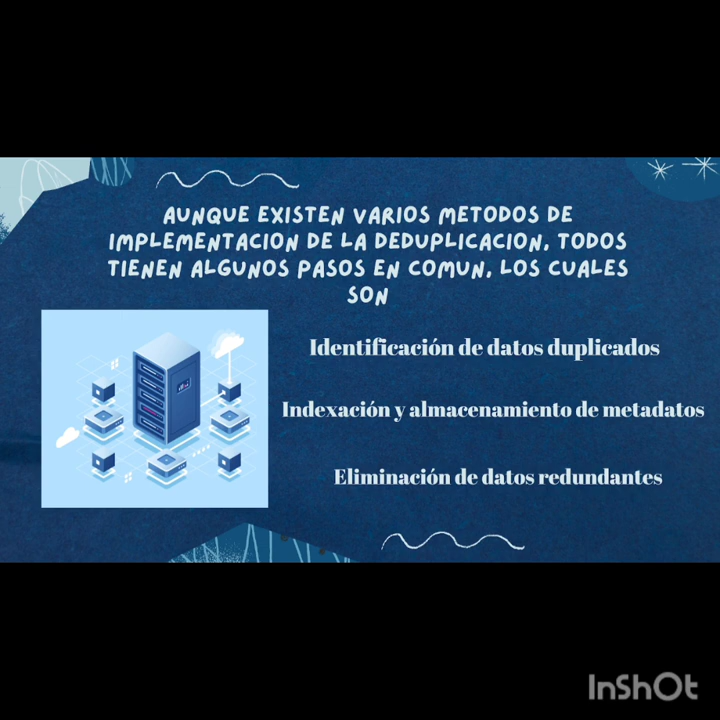 AUNQUE EXISTEN VARIOS METODOS DE
IMPLEMENTACION DE LA DEDUPLICACION, TODOS
TIENEN ALGUNOS PASOS EN COMUN, LOS CUALES
SON
Identificación de datos duplicados
Indexación y almacenamiento de metadatos
Eliminación de datos redundantes
InShOt